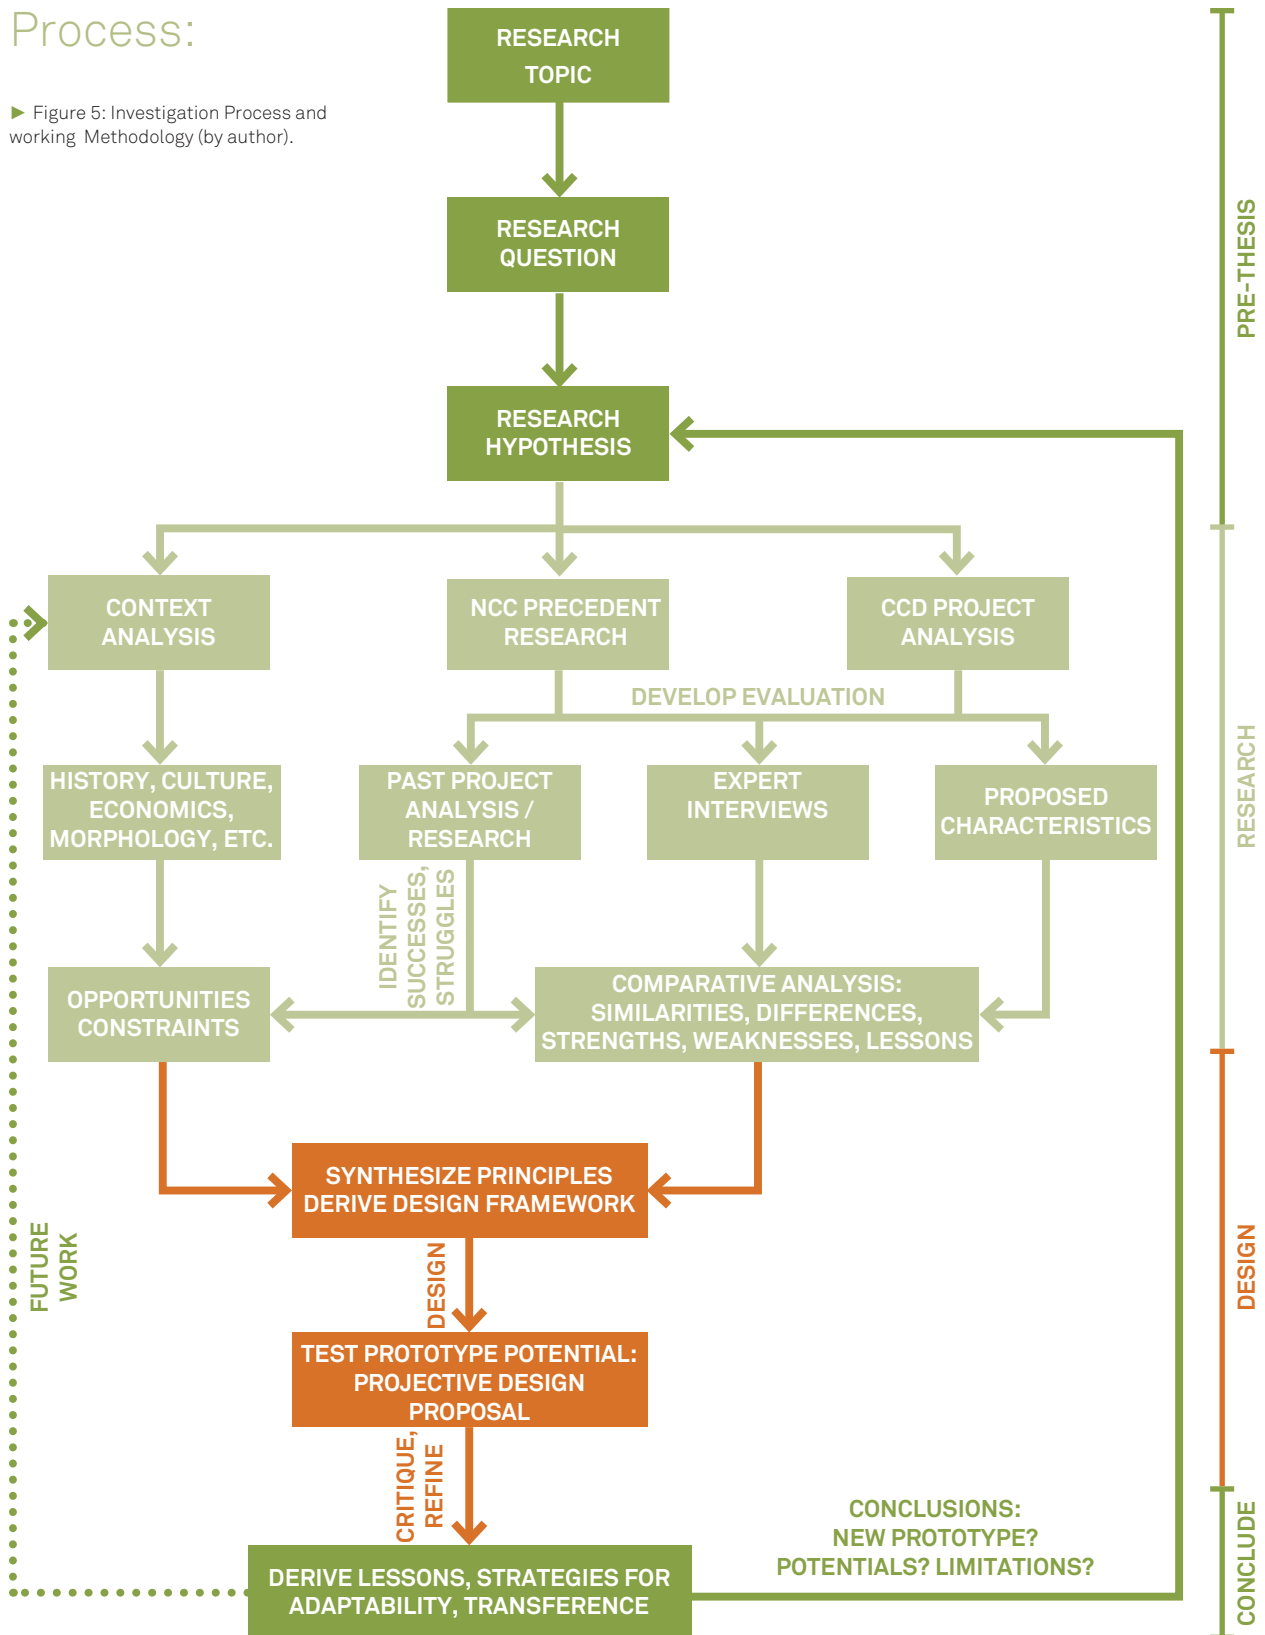 Process:
► Figure 5: Investigation Process and
working Methodology (by author).
RESEARCH
TOPIC
RESEARCH
QUESTION
RESEARCH
HYPOTHESIS
PRE-THESIS
CONTEXT
ANALYSIS
NCC PRECEDENT
RESEARCH
CCD PROJECT
ANALYSIS
DEVELOP EVALUATION
HISTORY, CULTURE,
ECONOMICS,
MORPHOLOGY, ETC.
PAST PROJECT
ANALYSIS /
RESEARCH
EXPERT
INTERVIEWS
PROPOSED
CHARACTERISTICS
RESEARCH
IDENTIFY
SUCCESSES,
STRUGGLES
OPPORTUNITIES
CONSTRAINTS
COMPARATIVE ANALYSIS:
SIMILARITIES, DIFFERENCES,
STRENGTHS, WEAKNESSES, LESSONS
SYNTHESIZE PRINCIPLES
DERIVE DESIGN FRAMEWORK
FUTURE
WORK
DESIGN
DESIGN
TEST PROTOTYPE POTENTIAL:
PROJECTIVE DESIGN
PROPOSAL
CRITIQUE,
REFINE
CONCLUSIONS:
NEW PROTOTYPE?
POTENTIALS? LIMITATIONS?
CONCLUDE
DERIVE LESSONS, STRATEGIES FOR
ADAPTABILITY, TRANSFERENCE